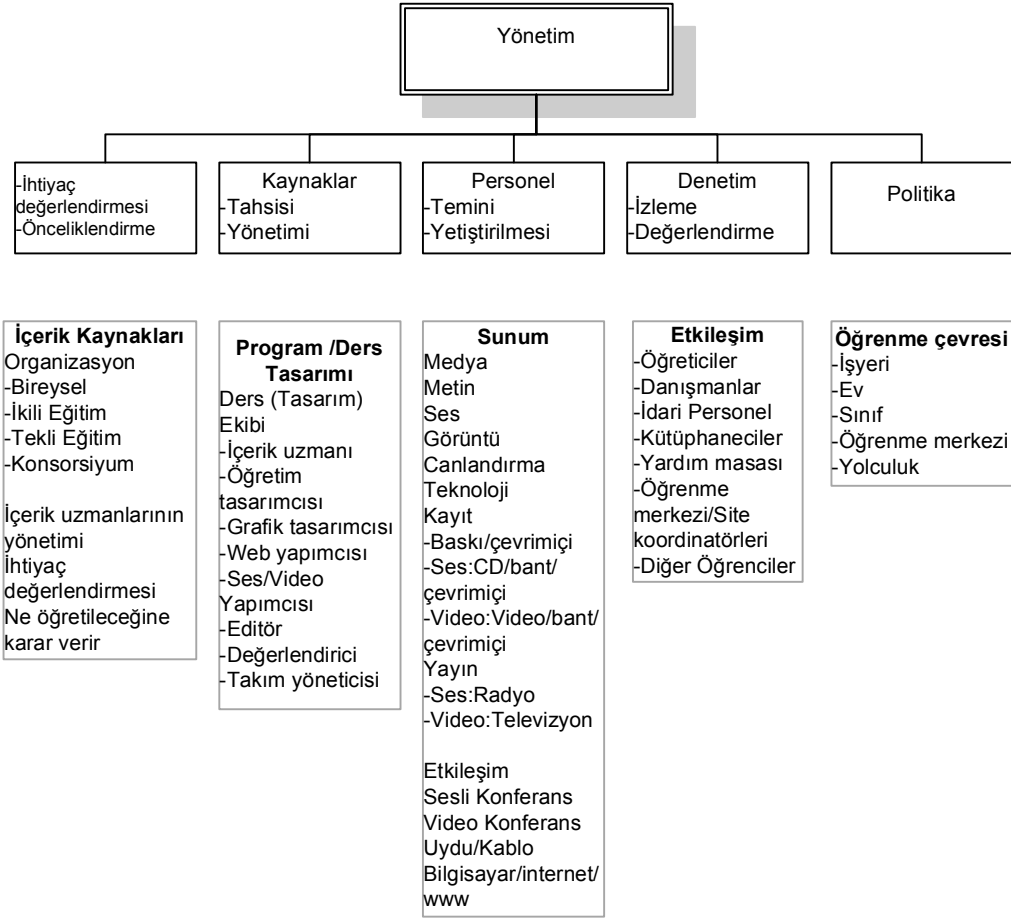 Yönetim
-İhtiyaç
değerlendirmesi
-Önceliklendirme
Kaynaklar
-Tahsisi
-Yönetimi
Personel
-Temini
-Yetiştirilmesi
Denetim
-İzleme
-Değerlendirme
Politika
İçerik Kaynakları
Organizasyon
-Bireysel
-İkili Eğitim
-Tekli Eğitim
-Konsorsiyum
İçerik uzmanlarının
yönetimi
İhtiyaç
değerlendirmesi
Ne öğretileceğine
karar verir
Program /Ders
Tasarımı
Ders (Tasarım)
Ekibi
-İçerik uzmanı
-Öğretim
tasarımcısı
-Grafik tasarımcısı
-Web yapımcısı
-Ses/Video
Yapımcısı
-Editör
-Değerlendirici
-Takım yöneticisi
Sunum
Medya
Metin
Ses
Görüntü
Canlandırma
Teknoloji
Kayıt
-Baskı/çevrimiçi
-Ses:CD/bant/
çevrimiçi
-Video:Video/bant/
çevrimiçi
Yayın
-Ses:Radyo
-Video:Televizyon
Etkileşim
Sesli Konferans
Video Konferans
Uydu/Kablo
Bilgisayar/internet/
www
Etkileşim
-Öğreticiler
-Danışmanlar
-İdari Personel
-Kütüphaneciler
-Yardım masası
-Öğrenme
merkezi/Site
koordinatörleri
-Diğer Öğrenciler
Öğrenme çevresi
-İşyeri
-Ev
-Sınıf
-Öğrenme merkezi
-Yolculuk